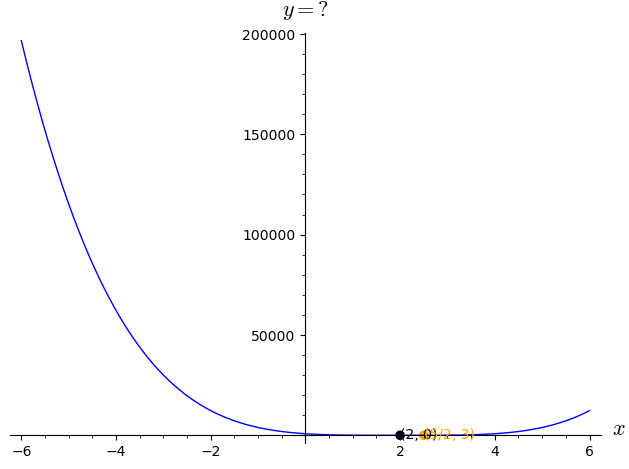 y = ?
200000
150000
100000
50000
(2, 0)
(5/2, 3)
x
−6 −4 −2 2 4 6